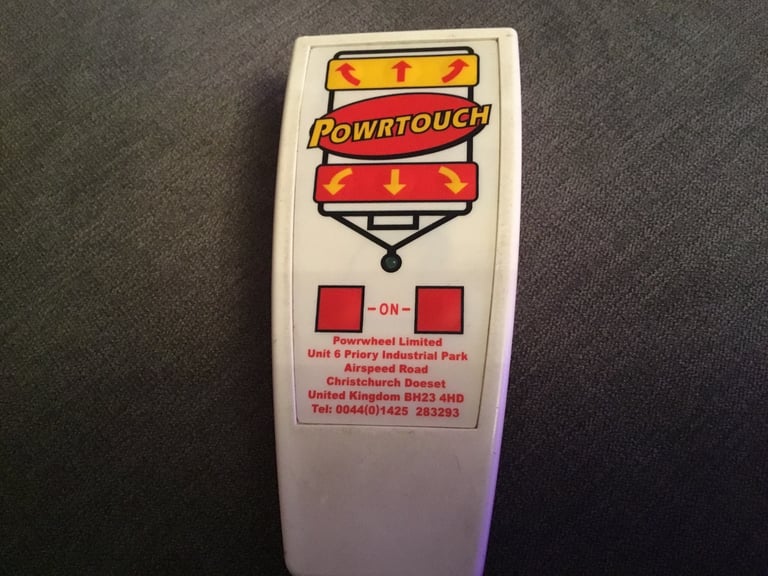 POWRTOUCH
- ON -
Powrwheel Limited
Unit 6 Priory Industrial Park
Airspeed Road
Christchurch Doeset
United Kingdom BH23 4HD
Tel: 0044(0)1425 283293